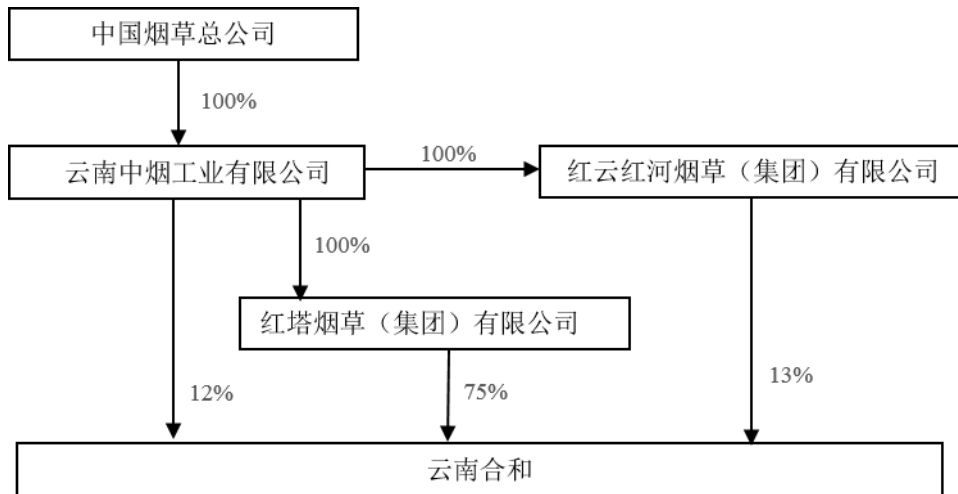 中国烟草总公司
100%
云南中烟工业有限公司
100%
红云红河烟草（集团）有限公司
100%
红塔烟草（集团）有限公司
12%
75%
13%
云南合和